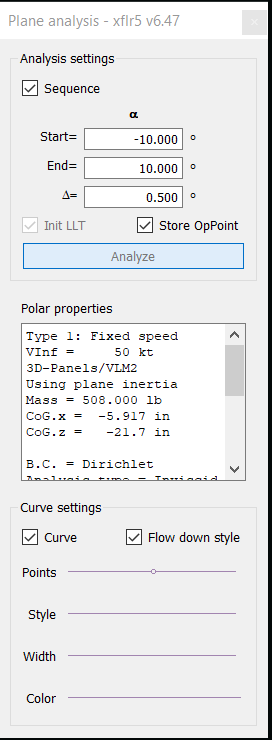 Plane analysis - xflr5 v6.47
Analysis settings
Sequence
α
Start= -10.000 °
End= 10.000 °
Δ= 0.500 °
Init LLT Store OpPoint
Analyze
Polar properties
Type 1: Fixed speed
VInf = 50 kt
3D-Panels/VLM2
Using plane inertia
Mass = 508.000 lb
CoG.x = -5.917 in
CoG.z = -21.7 in
B.C. = Dirichlet
Analysis type = Inviscid
Curve settings
Curve Flow down style
Points
Style
Width
Color